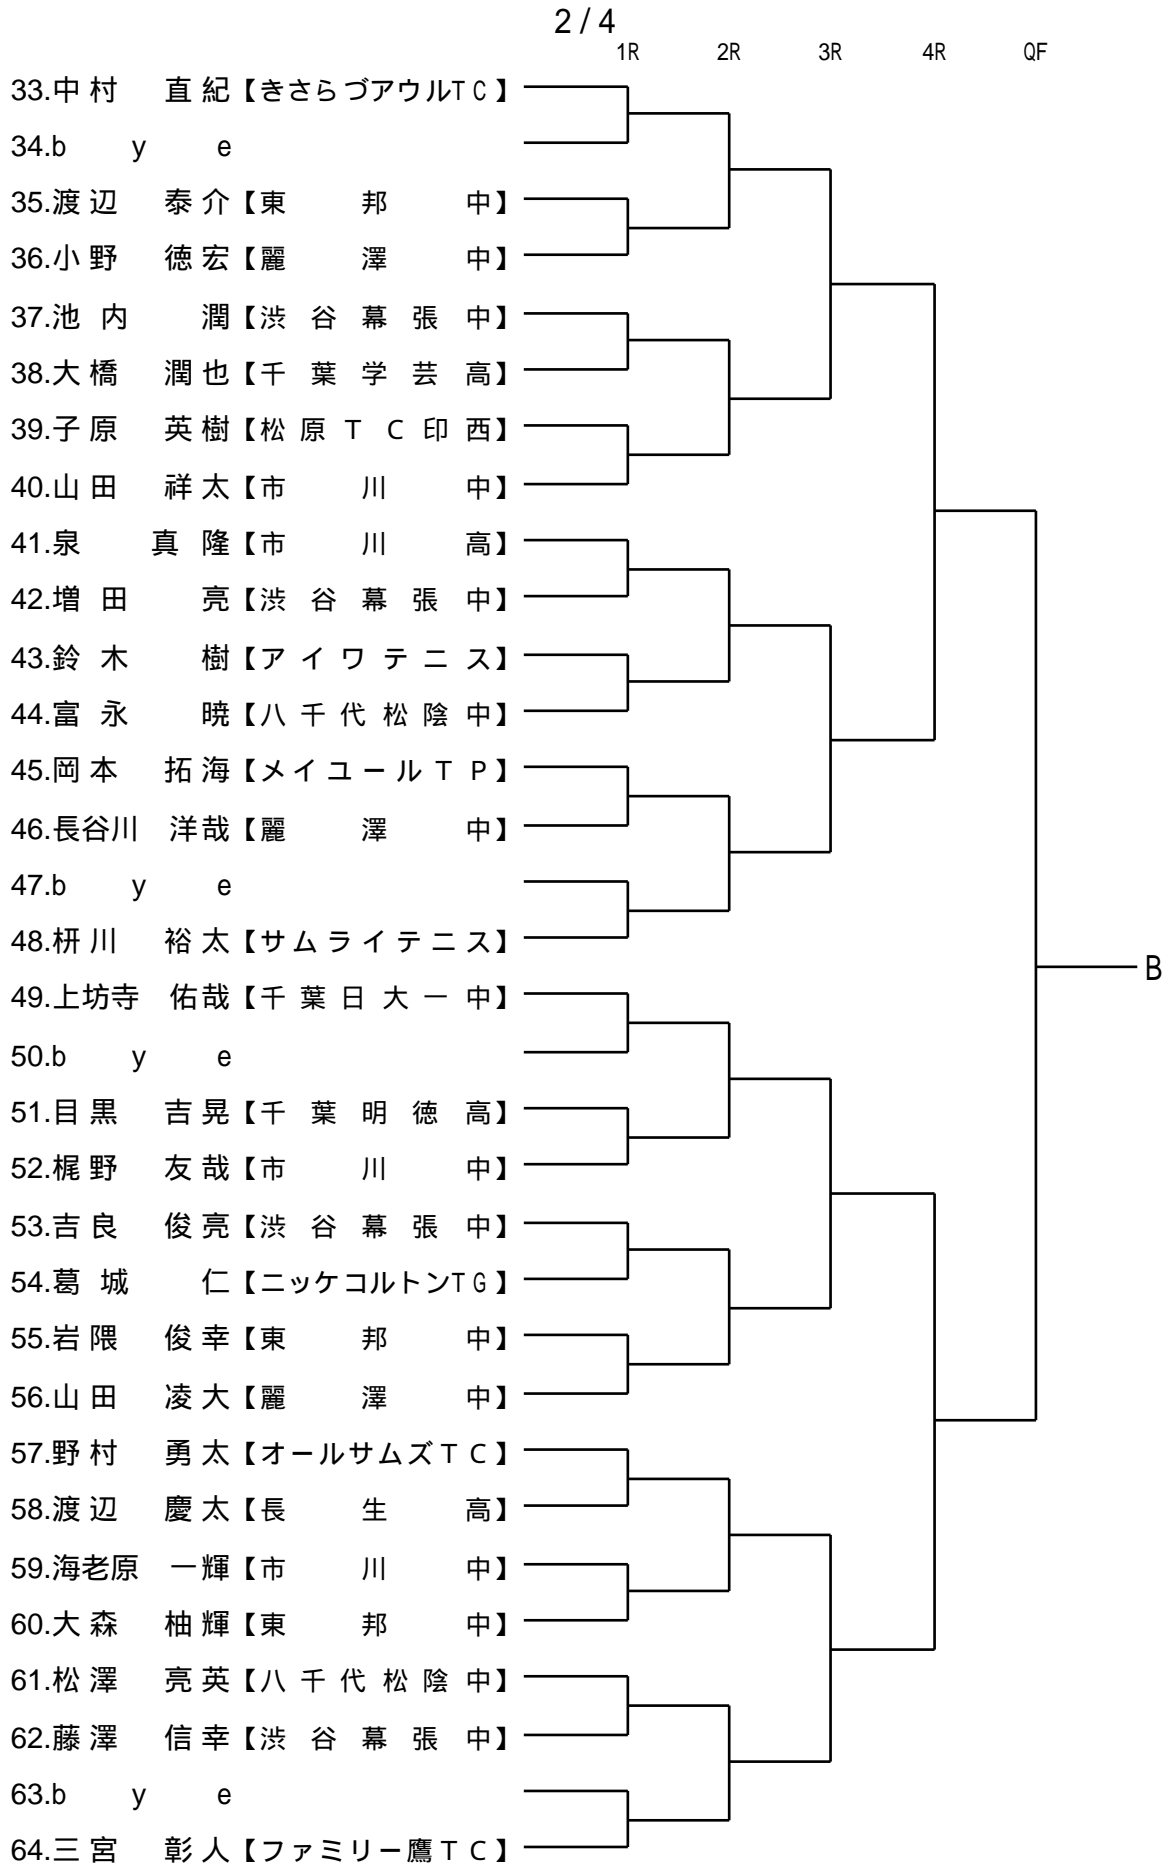 2 / 4
1R 2R 3R 4R QF
33.中村 直紀【きさらづアウルTC】
34.b y e
35.渡辺 泰介【東邦中】
36.小野 徳宏【麗澤中】
37.池内 潤【渋谷幕張中】
38.大橋 潤也【千葉学芸高】
39.子原 英樹【松原TC印西】
40.山田 祥太【市川中】
41.泉 真隆【市川高】
42.増田 亮【渋谷幕張中】
43.鈴木 樹【アイワテニス】
44.富永 暁【八千代松陰中】
45.岡本 拓海【メイユールTP】
46.長谷川 洋哉【麗澤中】
47.b y e
48.枡川 裕太【サムライテニス】
B
49.上坊寺 佑哉【千葉日大一中】
50.b y e
51.目黒 吉晃【千葉明徳高】
52.梶野 友哉【市川中】
53.吉良 俊亮【渋谷幕張中】
54.葛城 仁【ニッケコルトンTG】
55.岩隈 俊幸【東邦中】
56.山田 凌大【麗澤中】
57.野村 勇太【オールサムズTC】
58.渡辺 慶太【長生高】
59.海老原 一輝【市川中】
60.大森 柚輝【東邦中】
61.松澤 亮英【八千代松陰中】
62.藤澤 信幸【渋谷幕張中】
63.b y e
64.三宮 彰人【ファミリー鷹TC】